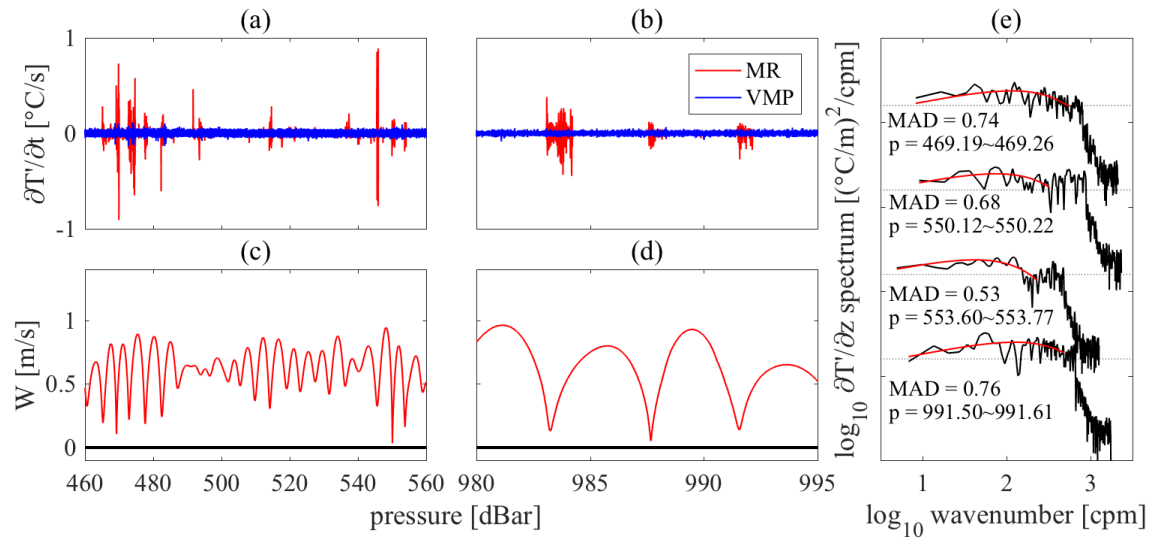 (a)
(b)
(e)
∂T'/∂t [°C/s]
1
0
-1
MR
VMP
(c)
(d)
W [m/s]
1
0.5
0
460 480 500 520 540 560
980 985 990 995
pressure [dBar]
log10 ∂T'/∂z spectrum [(°C/m)²/cpm]
MAD = 0.74
p = 469.19~469.26
MAD = 0.68
p = 550.12~550.22
MAD = 0.53
p = 553.60~553.77
MAD = 0.76
p = 991.50~991.61
1 2 3
log10 wavenumber [cpm]